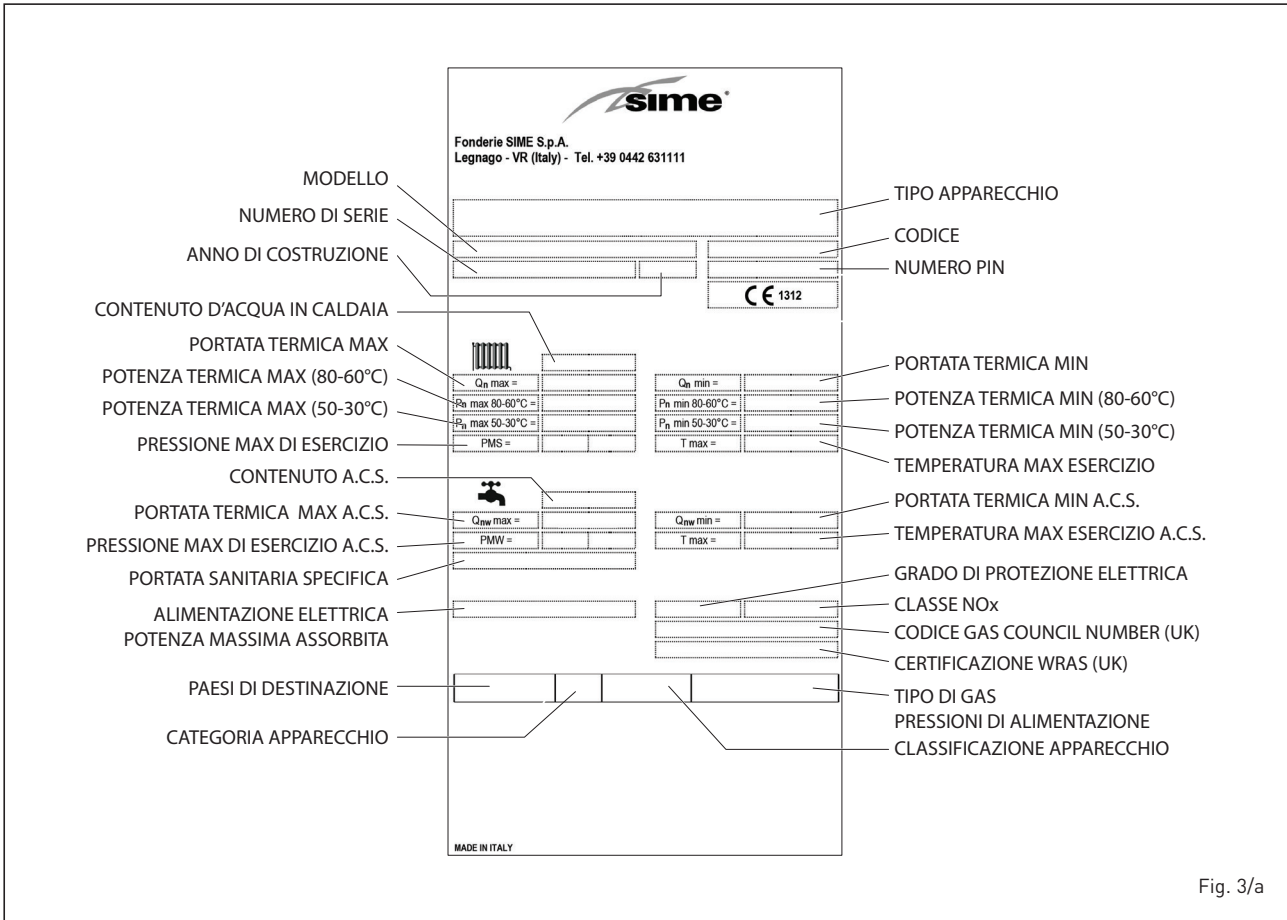 sime
Fonderie SIME S.p.A.
Legnago - VR (Italy) - Tel. +39 0442 631111
MODELLO
NUMERO DI SERIE
ANNO DI COSTRUZIONE
CONTENUTO D'ACQUA IN CALDAIA
PORTATA TERMICA MAX
POTENZA TERMICA MAX (80-60°C)
POTENZA TERMICA MAX (50-30°C)
PRESSIONE MAX DI ESERCIZIO
CONTENUTO A.C.S.
PORTATA TERMICA MAX A.C.S.
PRESSIONE MAX DI ESERCIZIO A.C.S.
PORTATA SANITARIA SPECIFICA
ALIMENTAZIONE ELETTRICA
POTENZA MASSIMA ASSORBITA
PAESI DI DESTINAZIONE
CATEGORIA APPARECCHIO
CE 1312
Qn max =
Pn max 80-60°C =
Pn max 50-30°C =
PMS =
Qn min =
Pn min 80-60°C =
Pn min 50-30°C =
T max =
Qnw max =
PMW =
Qnw min =
T max =
TIPO APPARECCHIO
CODICE
NUMERO PIN
PORTATA TERMICA MIN
POTENZA TERMICA MIN (80-60°C)
POTENZA TERMICA MIN (50-30°C)
TEMPERATURA MAX ESERCIZIO
PORTATA TERMICA MIN A.C.S.
TEMPERATURA MAX ESERCIZIO A.C.S.
GRADO DI PROTEZIONE ELETTRICA
CLASSE NOx
CODICE GAS COUNCIL NUMBER (UK)
CERTIFICAZIONE WRAS (UK)
TIPO DI GAS
PRESSIONI DI ALIMENTAZIONE
CLASSIFICAZIONE APPARECCHIO
MADE IN ITALY
Fig. 3/a